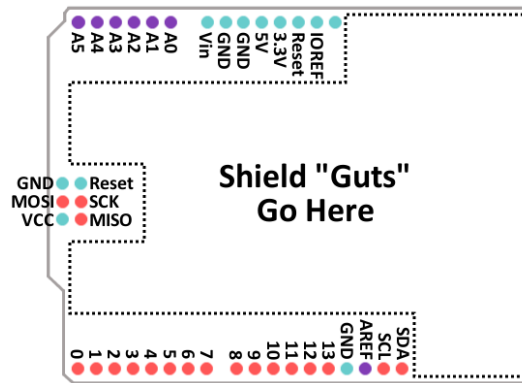 A5
A4
A3
A2
A1
A0
Vin
GND
GND
5V
3.3V
Reset
IOREF
GND Reset
MOSI SCK
VCC MISO
Shield "Guts"
Go Here
0
1
2
3
4
5
6
7
8
9
10
11
12
13
GND
AREF
SCL
SDA